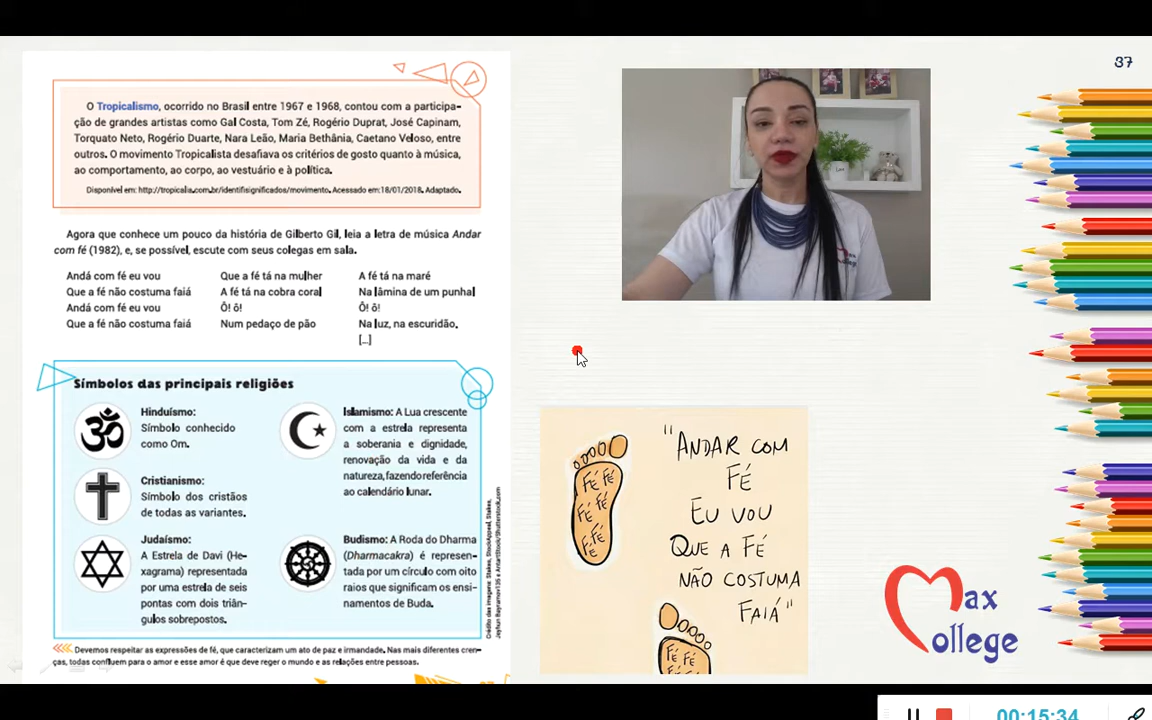 37
O Tropicalismo, ocorrido no Brasil entre 1967 e 1968, contou com a participa-
ção de grandes artistas como Gal Costa, Tom Zé, Rogério Duprat, José Capinam,
Torquato Neto, Rogério Duarte, Nara Leão, Maria Bethânia, Caetano Veloso, entre
outros. O movimento Tropicalista desafiava os critérios de gosto quanto à música,
ao comportamento, ao corpo, ao vestuário e à política.
Disponível em: http://tropicalia.com.br/identifisignificados/movimento. Acessado em:18/01/2018. Adaptado.
Agora que conhece um pouco da história de Gilberto Gil, leia a letra de música Andar
com fé (1982), e, se possível, escute com seus colegas em sala.
Andá com fé eu vou
Que a fé não costuma faiá
Andá com fé eu vou
Que a fé não costuma faiá
Que a fé tá na mulher
A fé tá na cobra coral
Ô! ô!
Num pedaço de pão
A fé tá na maré
Na lâmina de um punhal
Ô! ô!
Na luz, na escuridão.
[...]
Símbolos das principais religiões
Hinduísmo:
Símbolo conhecido
como Om.
Cristianismo:
Símbolo dos cristãos
de todas as variantes.
Judaísmo:
A Estrela de Davi (He-
xagrama) representada
por uma estrela de seis
pontas com dois triân-
gulos sobrepostos.
Islamismo: A Lua crescente
com a estrela representa
a soberania e dignidade,
renovação da vida e da
natureza, fazendo referência
ao calendário lunar.
Budismo: A Roda do Dharma
(Dharmacakra) é represen-
tada por um círculo com oito
raios que significam os ensi-
namentos de Buda.
Crédito das imagens: Stakes, StockAppeal, Stakes,
Jeyhun Bayramov135 e AntartStock/Shutterstock.com
Devemos respeitar as expressões de fé, que caracterizam um ato de paz e irmandade. Nas mais diferentes cren-
ças, todas confluem para o amor e esse amor é que deve reger o mundo e as relações entre pessoas.
"ANDAR COM
FÉ
EU VOU
QUE A FÉ
NÃO COSTUMA
FAIÁ"
FÉ FÉ
FÉ FÉ
FÉ FÉ
FÉ
FÉ FÉ
Max
College
00:15:34